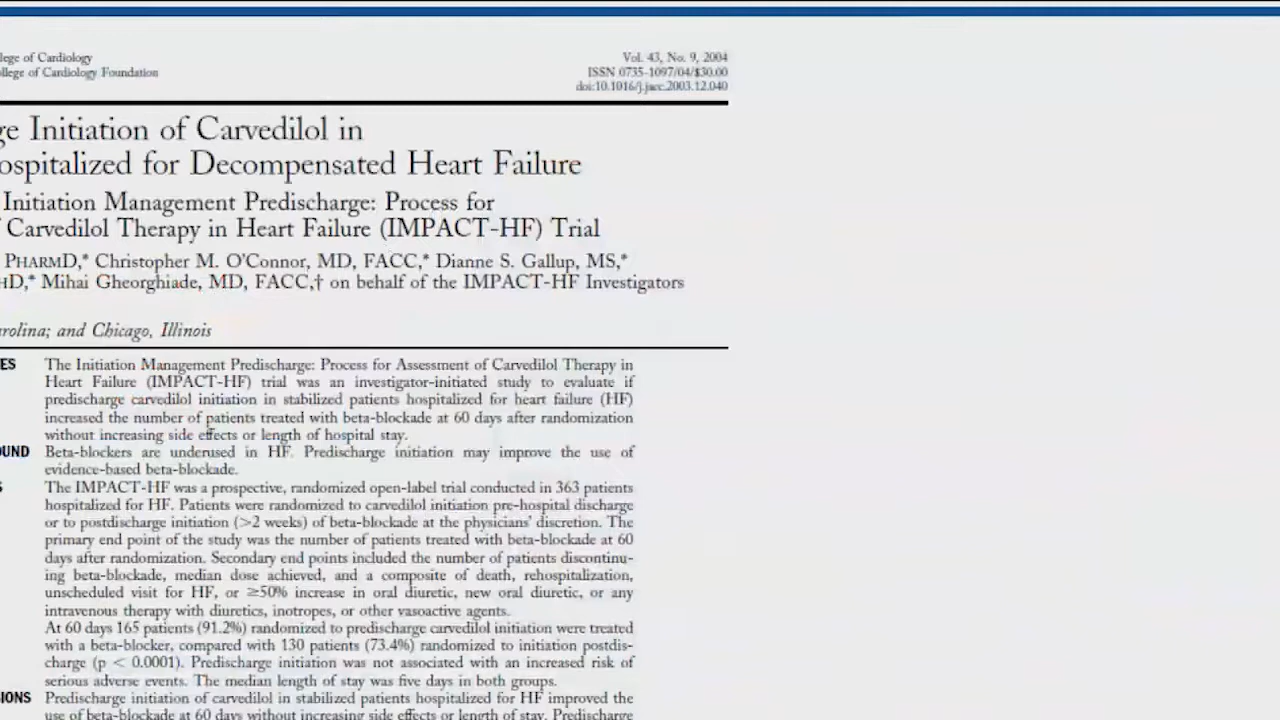 lege of Cardiology
llege of Cardiology Foundation
Vol. 43, No. 9, 2004
ISSN 0735-1097/04/$30.00
doi:10.1016/j.jacc.2003.12.040
ge Initiation of Carvedilol in
ospitalized for Decompensated Heart Failure
Initiation Management Predischarge: Process for
Carvedilol Therapy in Heart Failure (IMPACT-HF) Trial
PHARMD,* Christopher M. O'Connor, MD, FACC,* Dianne S. Gallup, MS,*
HD,* Mihai Gheorghiade, MD, FACC,† on behalf of the IMPACT-HF Investigators
arolina; and Chicago, Illinois
ES The Initiation Management Predischarge: Process for Assessment of Carvedilol Therapy in
Heart Failure (IMPACT-HF) trial was an investigator-initiated study to evaluate if
predischarge carvedilol initiation in stabilized patients hospitalized for heart failure (HF)
increased the number of patients treated with beta-blockade at 60 days after randomization
without increasing side effects or length of hospital stay.
OUND Beta-blockers are underused in HF. Predischarge initiation may improve the use of
evidence-based beta-blockade.
S The IMPACT-HF was a prospective, randomized open-label trial conducted in 363 patients
hospitalized for HF. Patients were randomized to carvedilol initiation pre-hospital discharge
or to postdischarge initiation (>2 weeks) of beta-blockade at the physicians' discretion. The
primary end point of the study was the number of patients treated with beta-blockade at 60
days after randomization. Secondary end points included the number of patients discontinu-
ing beta-blockade, median dose achieved, and a composite of death, rehospitalization,
unscheduled visit for HF, or ≥50% increase in oral diuretic, new oral diuretic, or any
intravenous therapy with diuretics, inotropes, or other vasoactive agents.
At 60 days 165 patients (91.2%) randomized to predischarge carvedilol initiation were treated
with a beta-blocker, compared with 130 patients (73.4%) randomized to initiation postdis-
charge (p < 0.0001). Predischarge initiation was not associated with an increased risk of
serious adverse events. The median length of stay was five days in both groups.
IONS Predischarge initiation of carvedilol in stabilized patients hospitalized for HF improved the
use of beta-blockade at 60 days without increasing side effects or length of stay. Predischarge